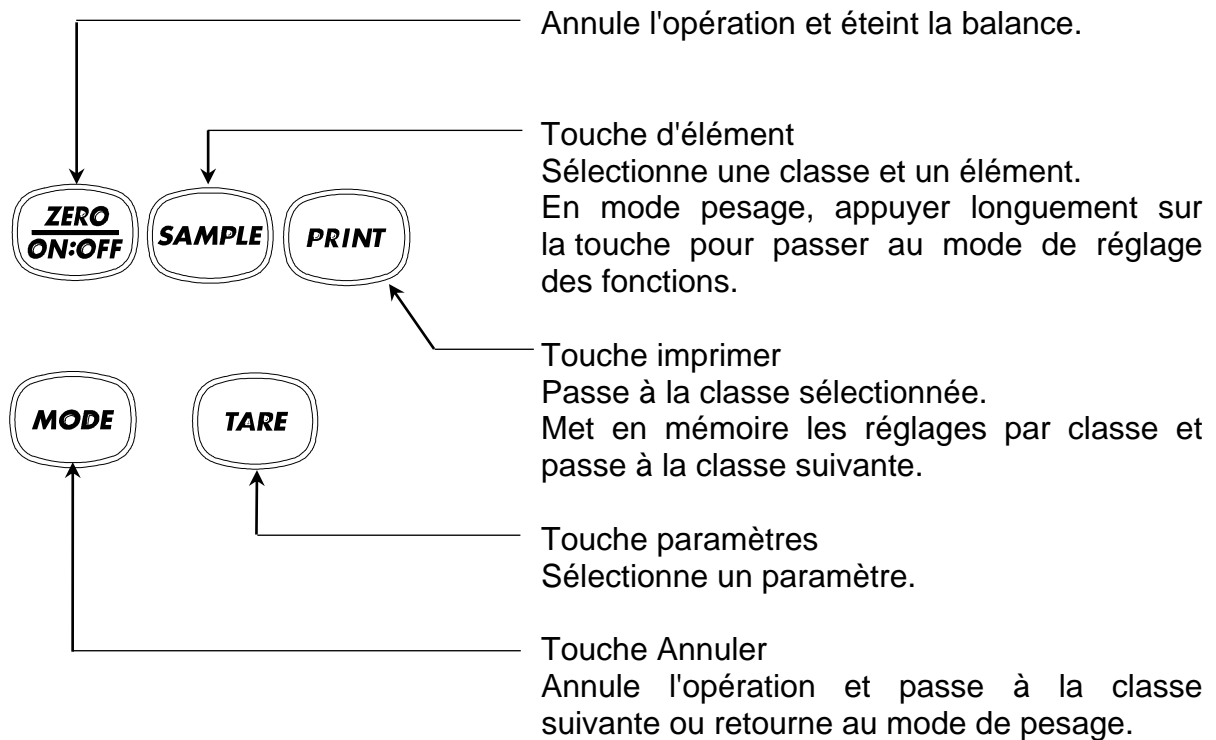 Annule l'opération et éteint la balance.
Touche d'élément
Sélectionne une classe et un élément.
En mode pesage, appuyer longuement sur
la touche pour passer au mode de réglage
des fonctions.
ZERO
ON:OFF
SAMPLE
PRINT
Touche imprimer
Passe à la classe sélectionnée.
Met en mémoire les réglages par classe et
passe à la classe suivante.
MODE
TARE
Touche paramètres
Sélectionne un paramètre.
Touche Annuler
Annule l'opération et passe à la classe
suivante ou retourne au mode de pesage.